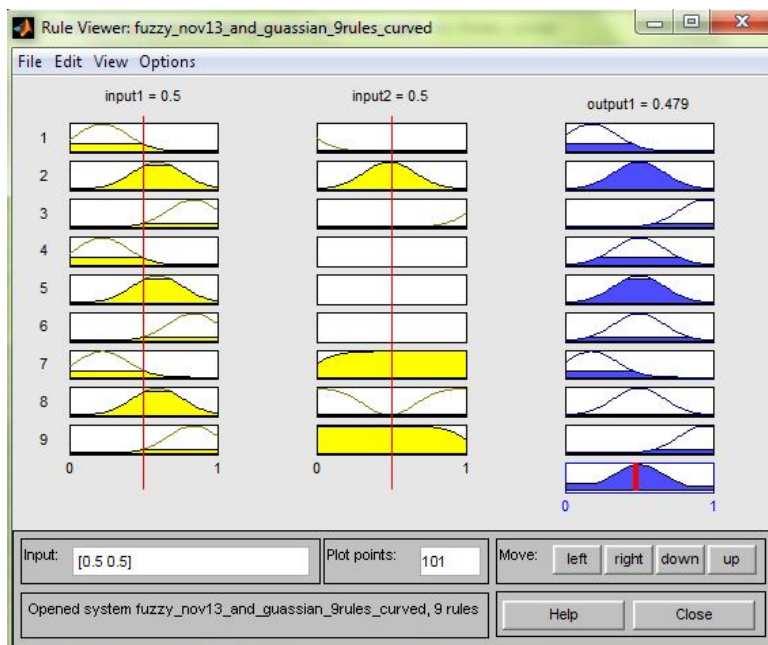 Rule Viewer: fuzzy_nov13_and_guassian_9rules_curved
File Edit View Options
input1 = 0.5
input2 = 0.5
output1 = 0.479
1
2
3
4
5
6
7
8
9
0 1
0 1
0 1
Input: [0.5 0.5] Plot points: 101 Move: left right down up
Opened system fuzzy_nov13_and_guassian_9rules_curved, 9 rules Help Close